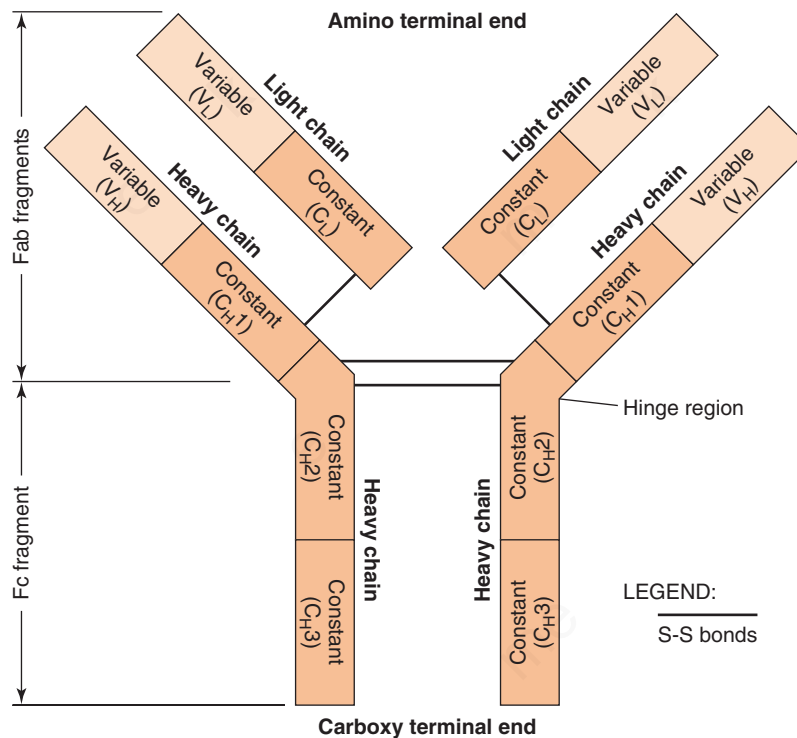 Amino terminal end
Variable
(VL)
Light chain
Constant
(CL)
Variable
(VH)
Heavy chain
Constant
(CH1)
Light chain
Variable
(VL)
Constant
(CL)
Heavy chain
Variable
(VH)
Constant
(CH1)
Fab fragments
Hinge region
Constant
(CH2)
Heavy chain
Constant
(CH3)
Constant
(CH2)
Heavy chain
Constant
(CH3)
Fc fragment
LEGEND:
S-S bonds
Carboxy terminal end